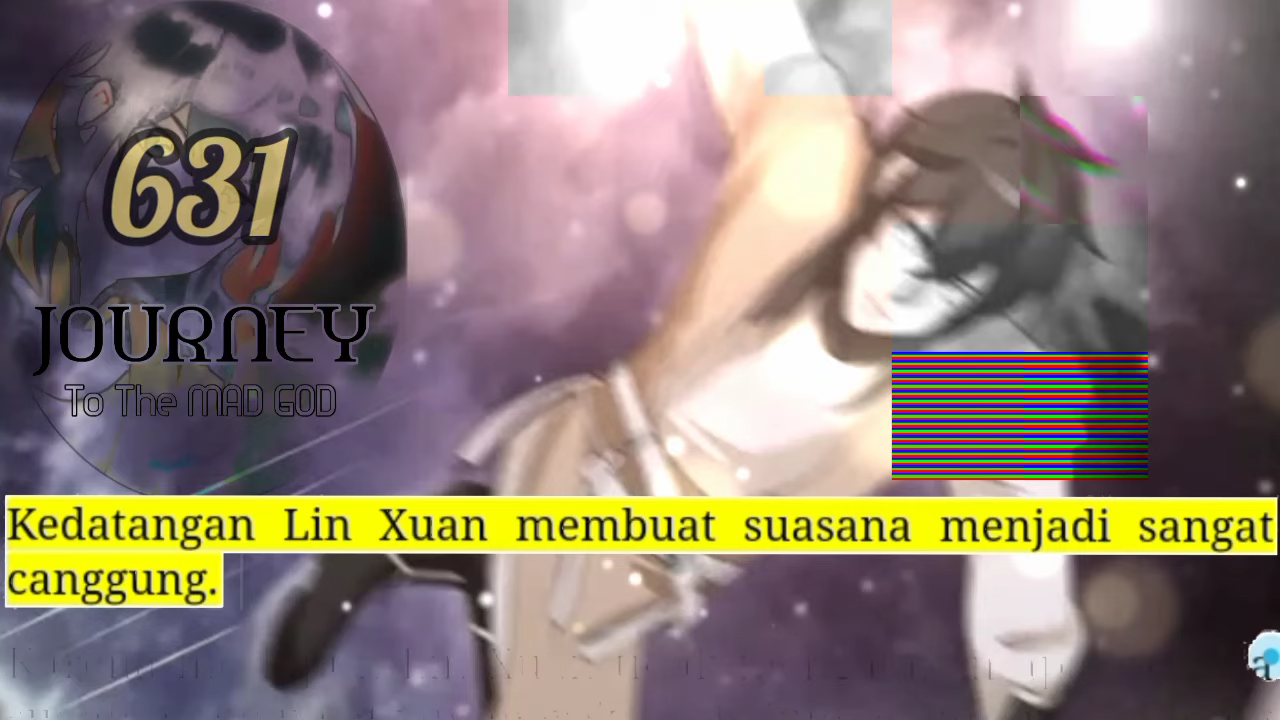 631
JOURNEY
To The MAD GOD
Kedatangan Lin Xuan membuat suasana menjadi sangat
canggung.